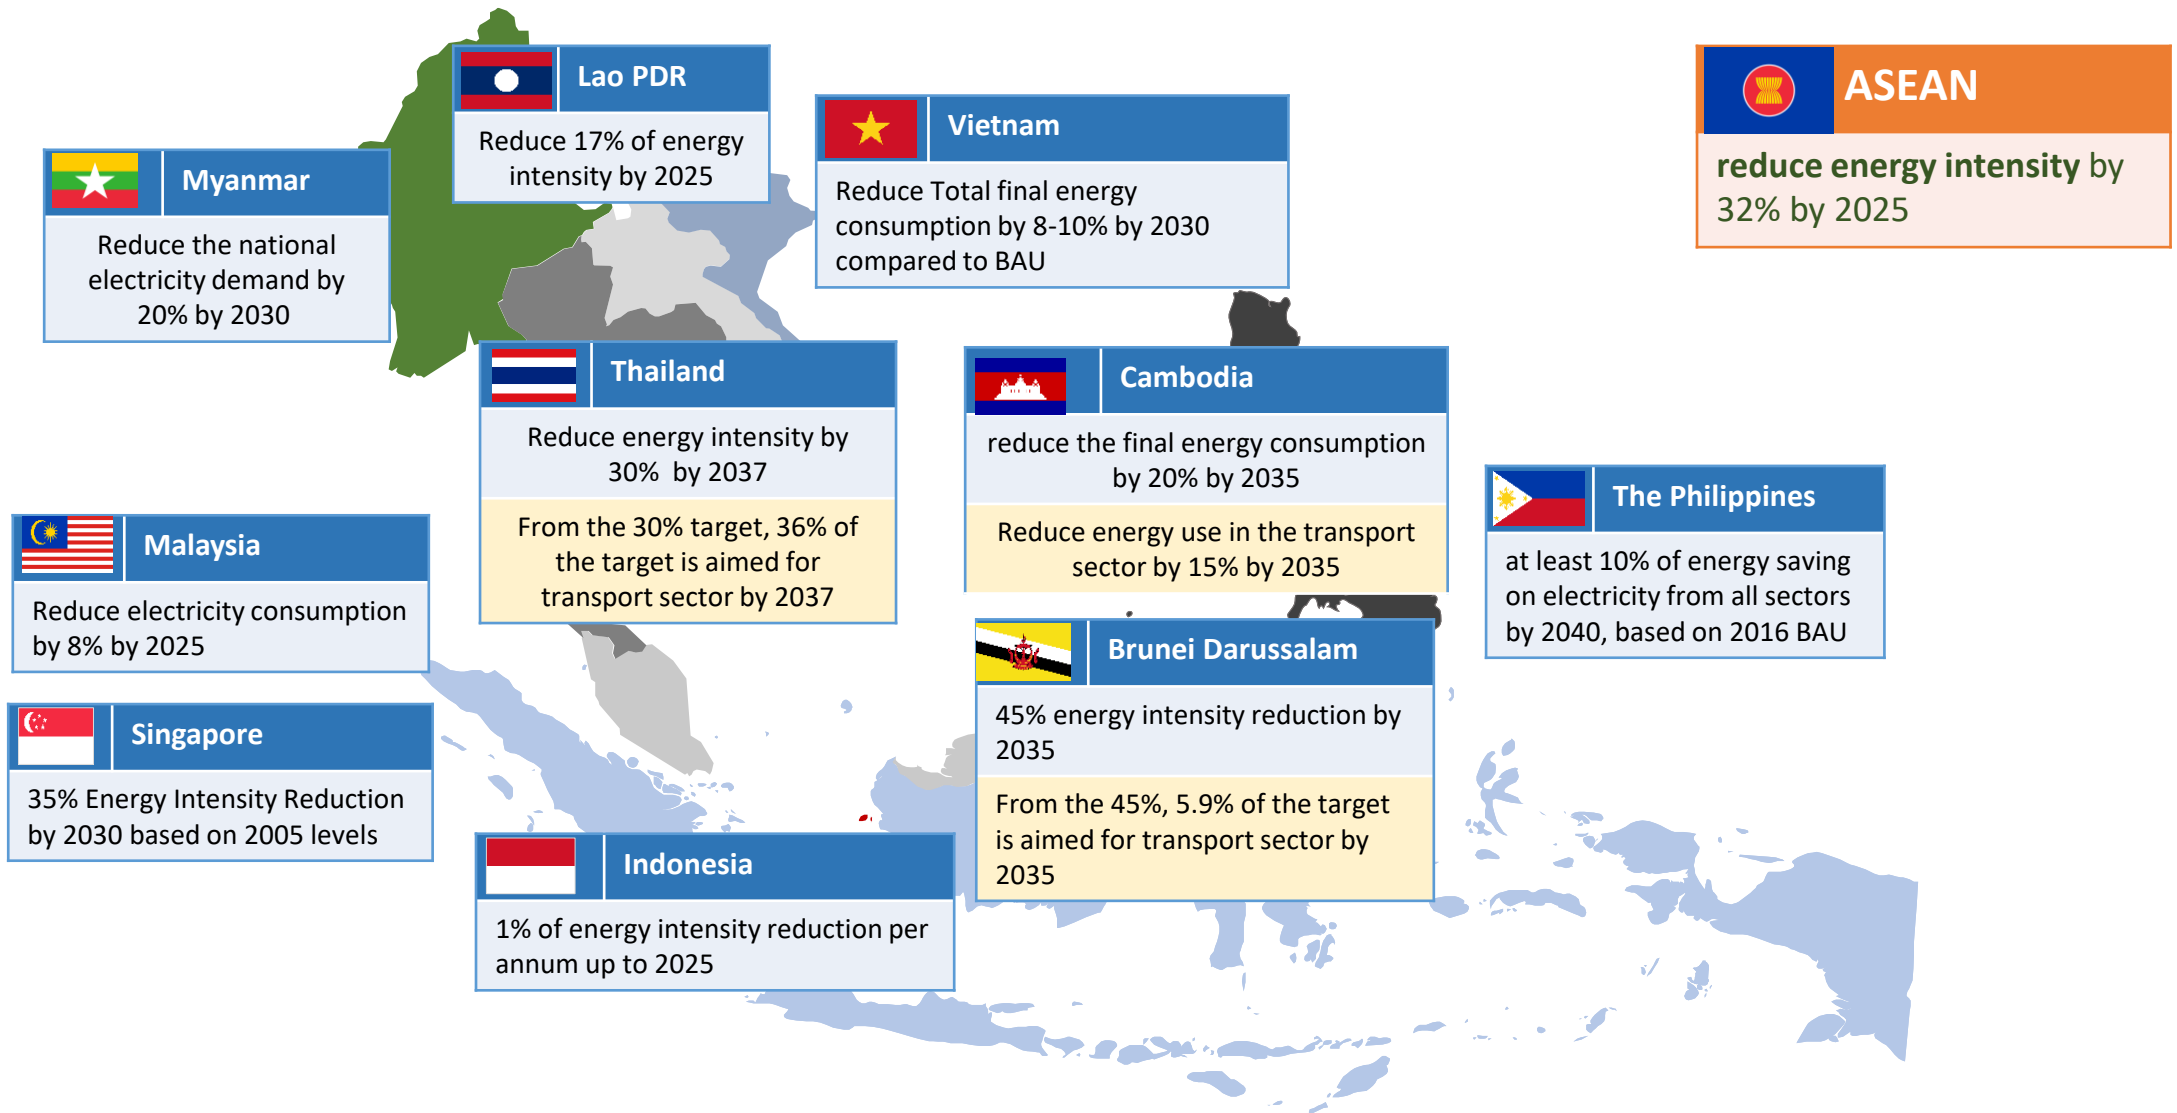 Lao PDR
Reduce 17% of energy
intensity by 2025
ASEAN
reduce energy intensity by
32% by 2025
Vietnam
Reduce Total final energy
consumption by 8-10% by 2030
compared to BAU
Myanmar
Reduce the national
electricity demand by
20% by 2030
Thailand
Reduce energy intensity by
30% by 2037
From the 30% target, 36% of
the target is aimed for
transport sector by 2037
Cambodia
reduce the final energy consumption
by 20% by 2035
Reduce energy use in the transport
sector by 15% by 2035
The Philippines
at least 10% of energy saving
on electricity from all sectors
by 2040, based on 2016 BAU
Malaysia
Reduce electricity consumption
by 8% by 2025
Brunei Darussalam
45% energy intensity reduction by
2035
From the 45%, 5.9% of the target
is aimed for transport sector by
2035
Singapore
35% Energy Intensity Reduction
by 2030 based on 2005 levels
Indonesia
1% of energy intensity reduction per
annum up to 2025